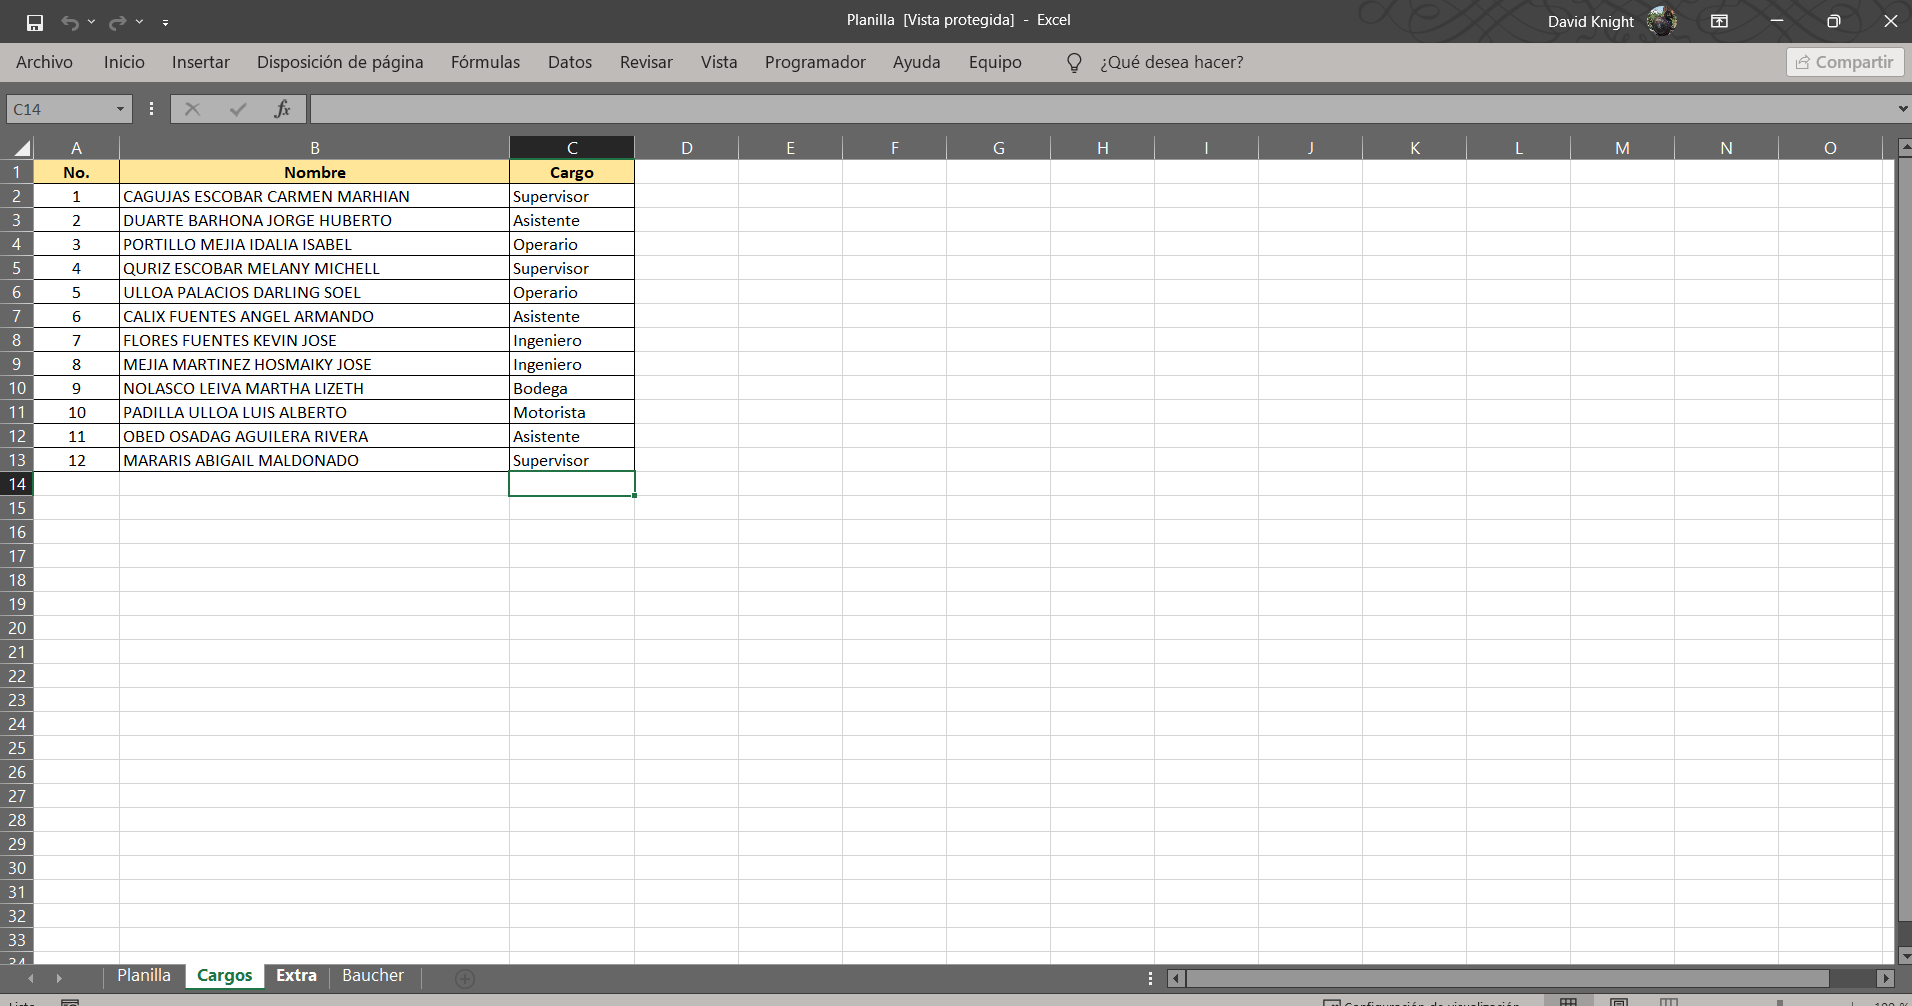 Planilla [Vista protegida] - Excel
David Knight
Archivo Inicio Insertar Disposición de página Fórmulas Datos Revisar Vista Programador Ayuda Equipo ¿Qué desea hacer? Compartir
C14 fx
A B C D E F G H I J K L M N O
1 No. Nombre Cargo
2 1 CAGUJAS ESCOBAR CARMEN MARHIAN Supervisor
3 2 DUARTE BARHONA JORGE HUBERTO Asistente
4 3 PORTILLO MEJIA IDALIA ISABEL Operario
5 4 QURIZ ESCOBAR MELANY MICHELL Supervisor
6 5 ULLOA PALACIOS DARLING SOEL Operario
7 6 CALIX FUENTES ANGEL ARMANDO Asistente
8 7 FLORES FUENTES KEVIN JOSE Ingeniero
9 8 MEJIA MARTINEZ HOSMAIKY JOSE Ingeniero
10 9 NOLASCO LEIVA MARTHA LIZETH Bodega
11 10 PADILLA ULLOA LUIS ALBERTO Motorista
12 11 OBED OSADAG AGUILERA RIVERA Asistente
13 12 MARARIS ABIGAIL MALDONADO Supervisor
14
15
16
17
18
19
20
21
22
23
24
25
26
27
28
29
30
31
32
33
34
Planilla Cargos Extra Baucher
Configuración de visualización